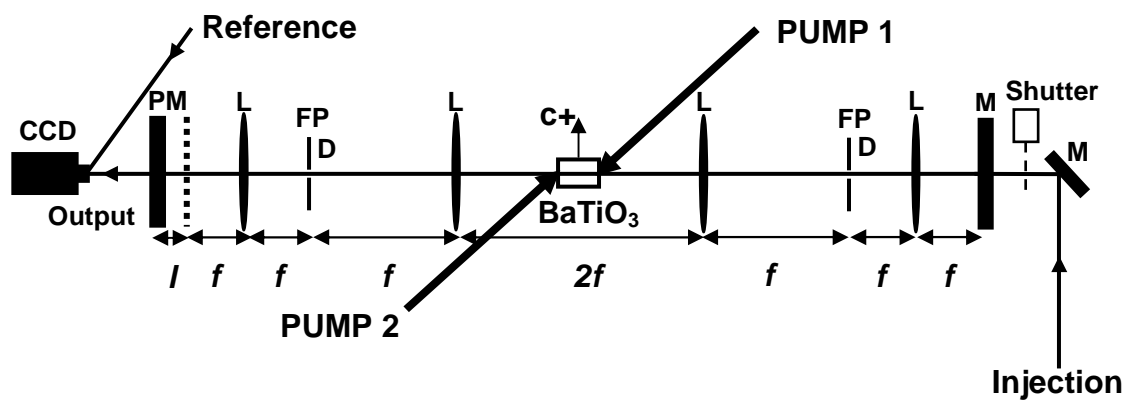 Reference
PUMP 1
PM
L
FP
D
L
c+
L
FP
D
L
M
Shutter
M
CCD
Output
BaTiO3
l
f
f
f
2f
f
f
f
PUMP 2
Injection